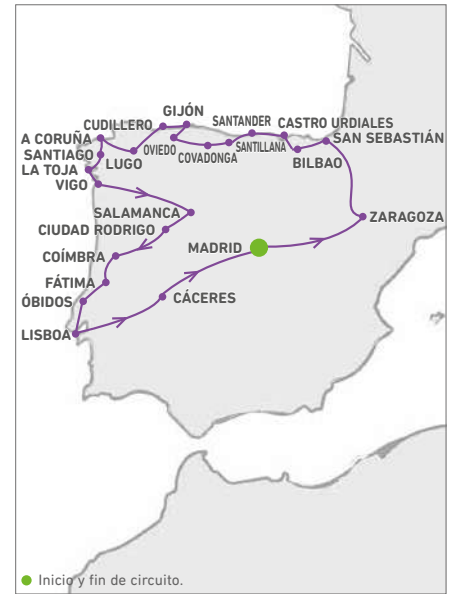 GIJÓN
CUDILLERO
SANTANDER
CASTRO URDIALES
A CORUÑA
OVIEDO
SANTILLANA
SAN SEBASTIÁN
SANTIAGO
LUGO
COVADONGA
BILBAO
LA TOJA
VIGO
SALAMANCA
ZARAGOZA
CIUDAD RODRIGO
MADRID
COÍMBRA
FÁTIMA
ÓBIDOS
CÁCERES
LISBOA
Inicio y fin de circuito.